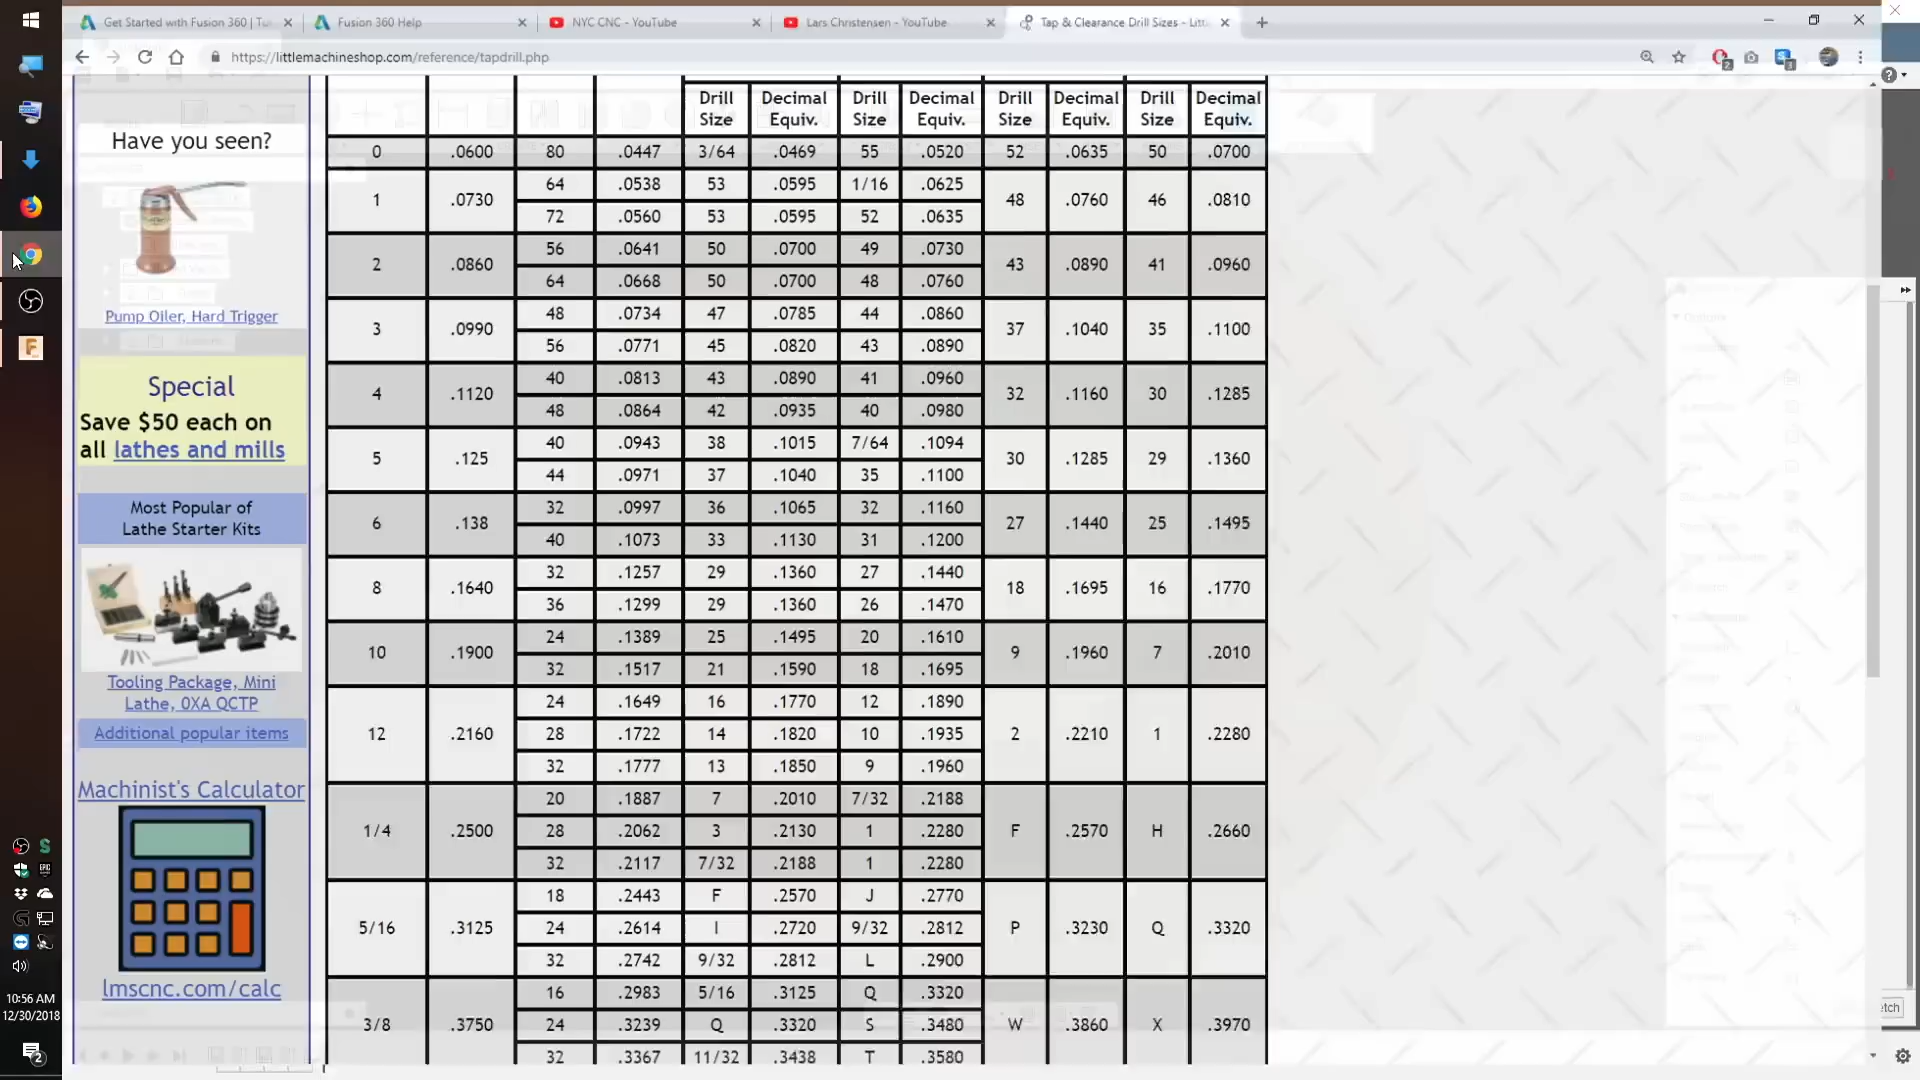 Get Started with Fusion 360 | Tu
Fusion 360 Help
NYC CNC - YouTube
Lars Christensen - YouTube
Tap & Clearance Drill Sizes - Litt
https://littlemachineshop.com/reference/tapdrill.php
Have you seen?
Pump Oiler, Hard Trigger
Special
Save $50 each on
all lathes and mills
Most Popular of
Lathe Starter Kits
Tooling Package, Mini
Lathe, 0XA QCTP
Additional popular items
Machinist's Calculator
lmscnc.com/calc
Drill Size Decimal Equiv. Drill Size Decimal Equiv. Drill Size Decimal Equiv. Drill Size Decimal Equiv.
0 .0600 80 .0447 3/64 .0469 55 .0520 52 .0635 50 .0700
1 .0730 64 .0538 53 .0595 1/16 .0625 48 .0760 46 .0810
72 .0560 53 .0595 52 .0635
2 .0860 56 .0641 50 .0700 49 .0730 43 .0890 41 .0960
64 .0668 50 .0700 48 .0760
3 .0990 48 .0734 47 .0785 44 .0860 37 .1040 35 .1100
56 .0771 45 .0820 43 .0890
4 .1120 40 .0813 43 .0890 41 .0960 32 .1160 30 .1285
48 .0864 42 .0935 40 .0980
5 .125 40 .0943 38 .1015 7/64 .1094 30 .1285 29 .1360
44 .0971 37 .1040 35 .1100
6 .138 32 .0997 36 .1065 32 .1160 27 .1440 25 .1495
40 .1073 33 .1130 31 .1200
8 .1640 32 .1257 29 .1360 27 .1440 18 .1695 16 .1770
36 .1299 29 .1360 26 .1470
10 .1900 24 .1389 25 .1495 20 .1610 9 .1960 7 .2010
32 .1517 21 .1590 18 .1695
12 .2160 24 .1649 16 .1770 12 .1890 2 .2210 1 .2280
28 .1722 14 .1820 10 .1935
32 .1777 13 .1850 9 .1960
1/4 .2500 20 .1887 7 .2010 7/32 .2188 F .2570 H .2660
28 .2062 3 .2130 1 .2280
32 .2117 7/32 .2188 1 .2280
5/16 .3125 18 .2443 F .2570 J .2770 P .3230 Q .3320
24 .2614 I .2720 9/32 .2812
32 .2742 9/32 .2812 L .2900
3/8 .3750 16 .2983 5/16 .3125 Q .3320 W .3860 X .3970
24 .3239 Q .3320 S .3480
32 .3367 11/32 .3438 T .3580
10:56 AM
12/30/2018
2
etch